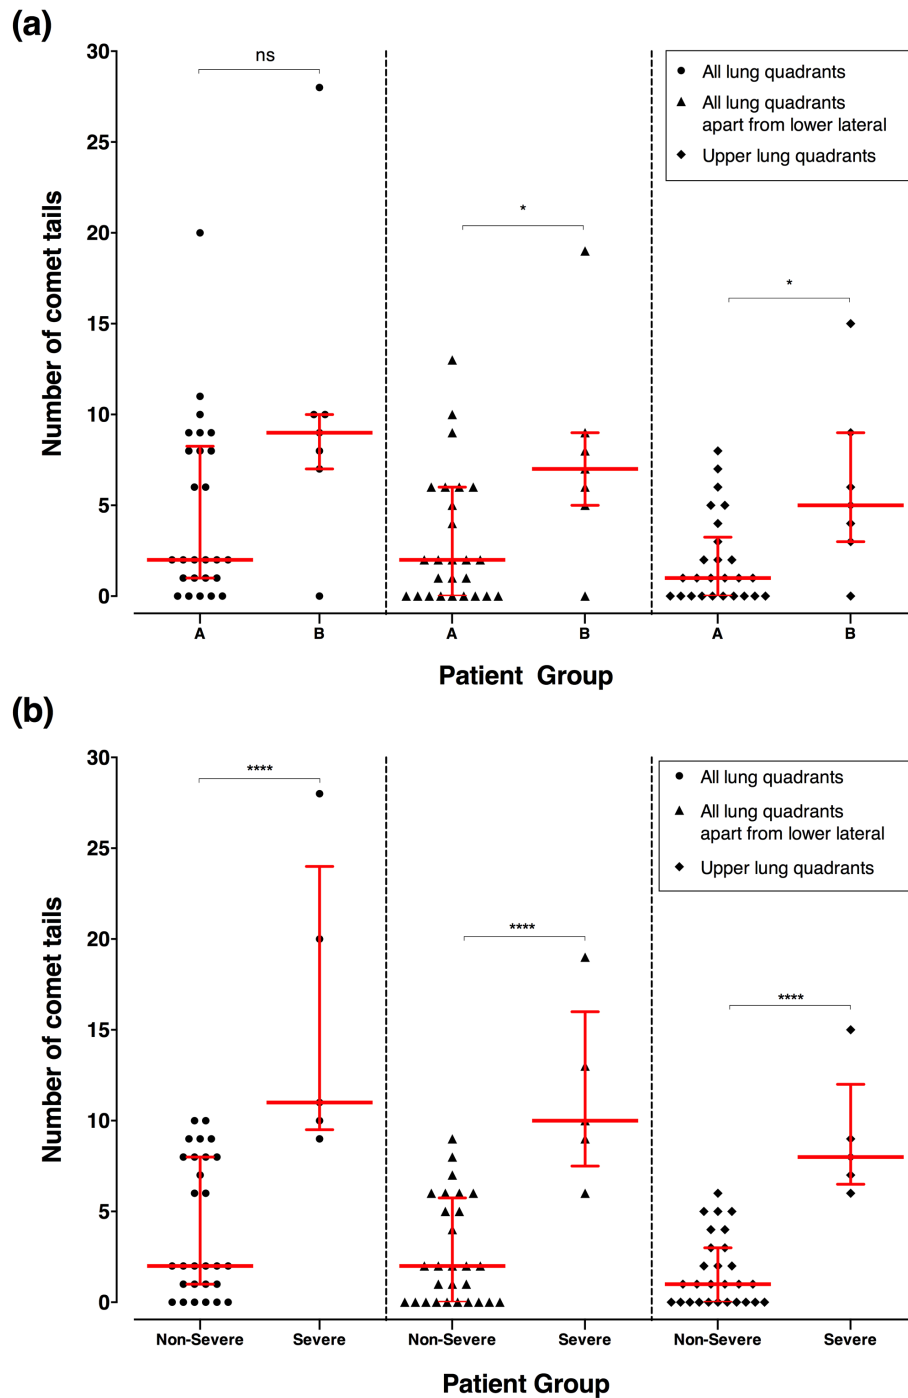 (a)
Number of comet tails
30
25
20
15
10
5
0
ns
*
*
All lung quadrants
All lung quadrants
apart from lower lateral
Upper lung quadrants
A
B
A
B
A
B
Patient Group
(b)
Number of comet tails
30
25
20
15
10
5
0
****
****
****
All lung quadrants
All lung quadrants
apart from lower lateral
Upper lung quadrants
Non-Severe
Severe
Non-Severe
Severe
Non-Severe
Severe
Patient Group